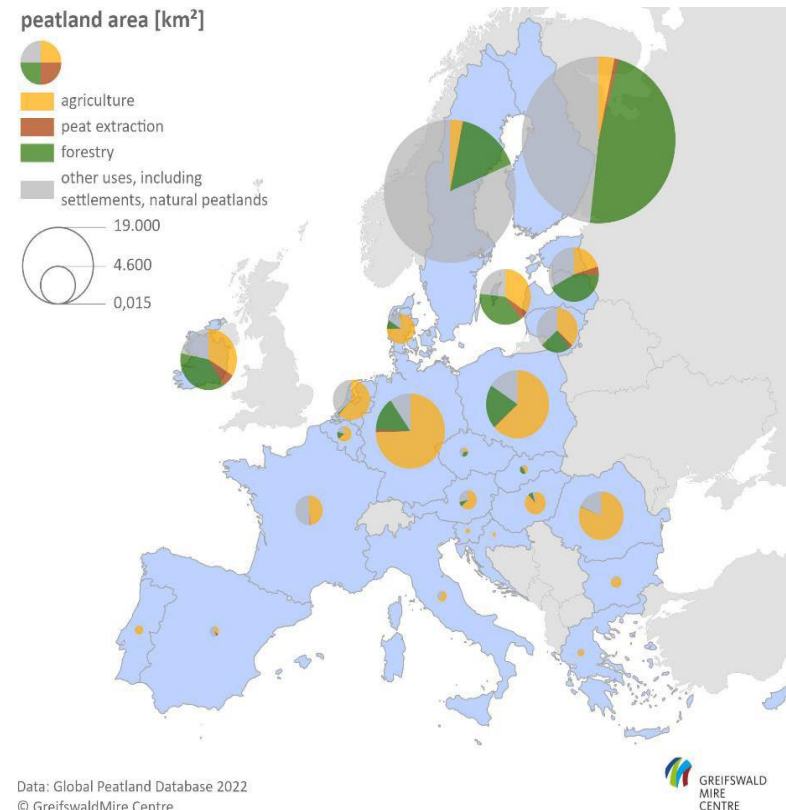 peatland area [km²]
agriculture
peat extraction
forestry
other uses, including
settlements, natural peatlands
19.000
4.600
0,015
Data: Global Peatland Database 2022
© GreifswaldMire Centre
GREIFSWALD
MIRE
CENTRE